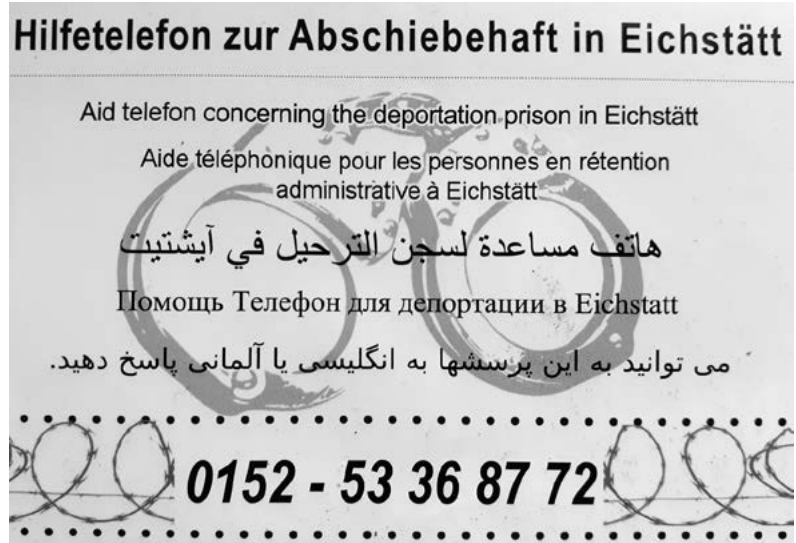 Hilfetelefon zur Abschiebehaft in Eichstätt
Aid telefon concerning the deportation prison in Eichstätt
Aide téléphonique pour les personnes en rétention
administrative à Eichstätt
هاتف مساعدة لسجن الترحيل في آيشتيت
Помощь Телефон для депортации в Eichstatt
می توانید به این پرسشها به انگلیسی یا آلمانی پاسخ دهید.
0152 - 53 36 87 72